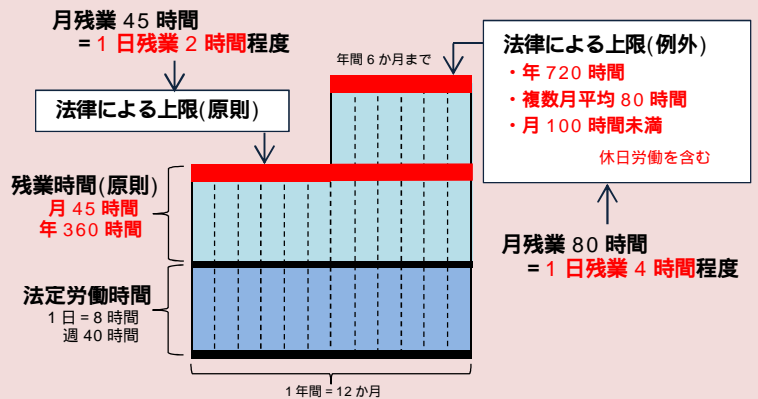 月残業 45 時間
= 1 日残業 2 時間程度
法律による上限(原則)
年間 6 か月まで
法律による上限(例外)
・年 720 時間
・複数月平均 80 時間
・月 100 時間未満
休日労働を含む
残業時間(原則)
月 45 時間
年 360 時間
月残業 80 時間
= 1 日残業 4 時間程度
法定労働時間
1 日 = 8 時間
週 40 時間
1 年間 = 12 か月